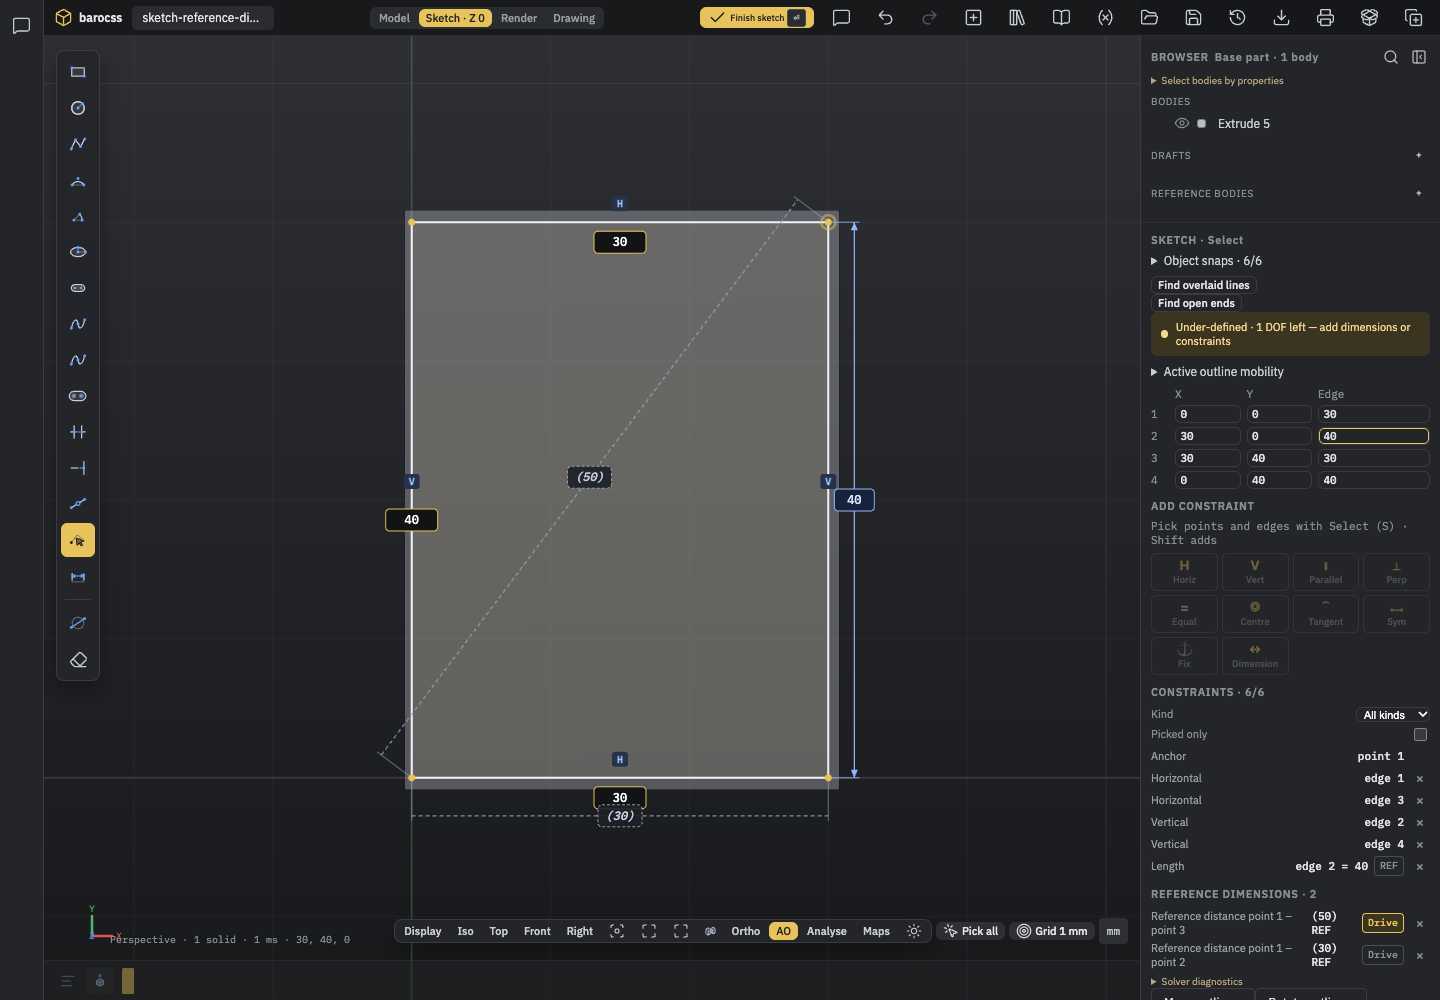 barocss
sketch-reference-di...
Model
Sketch · Z 0
Render
Drawing
Finish sketch
BROWSER Base part · 1 body
Select bodies by properties
BODIES
Extrude 5
DRAFTS
+
REFERENCE BODIES
+
SKETCH · Select
Object snaps · 6/6
Find overlaid lines
Find open ends
Under-defined · 1 DOF left — add dimensions or
constraints
Active outline mobility
X Y Edge
1 0 0 30
2 30 0 40
3 30 40 30
4 0 40 40
ADD CONSTRAINT
Pick points and edges with Select (S) ·
Shift adds
H V
Horiz Vert Parallel Perp
Equal Centre Tangent Sym
Fix Dimension
CONSTRAINTS · 6/6
Kind All kinds
Picked only
Anchor point 1
Horizontal edge 1 ×
Horizontal edge 3 ×
Vertical edge 2 ×
Vertical edge 4 ×
Length edge 2 = 40 REF ×
REFERENCE DIMENSIONS · 2
Reference distance point 1 –
point 3
(50)
REF
Drive ×
Reference distance point 1 –
point 2
(30)
REF
Drive ×
Solver diagnostics
H
30
V
(50)
V
40
40
H
30
(30)
Y
X
Z
Perspective · 1 solid · 1 ms · 30, 40, 0
Display Iso Top Front Right Ortho AO Analyse Maps Pick all Grid 1 mm mm